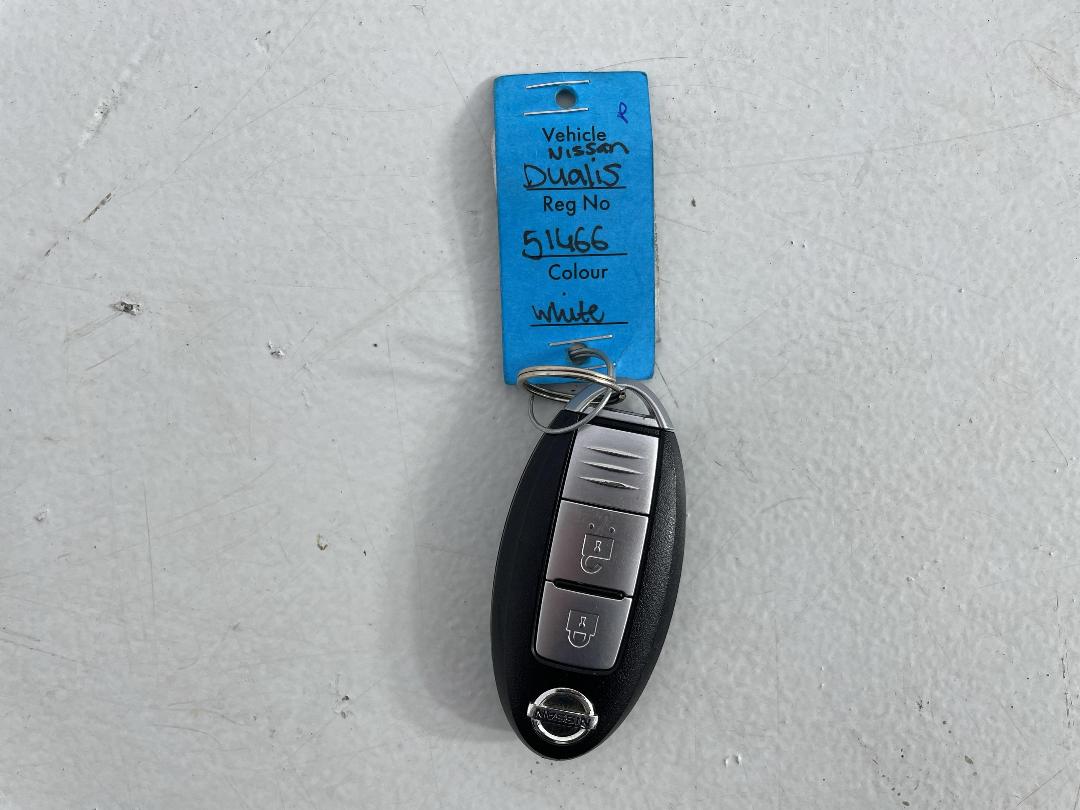 P
Vehicle
Nissan
Dualis
Reg No
51466
Colour
white
NISSAN